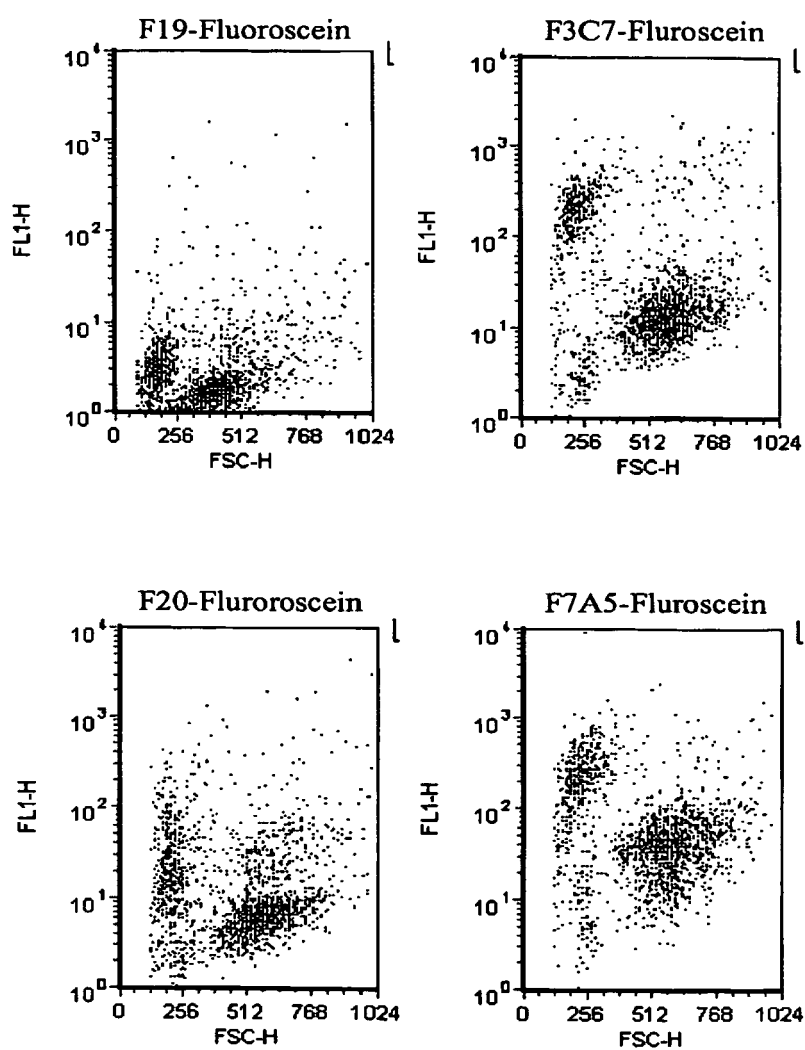 F19-Fluoroscein
10⁴
10³
10²
10¹
10⁰
FL1-H
0 256 512 768 1024
FSC-H
F3C7-Fluroscein
10⁴
10³
10²
10¹
10⁰
FL1-H
0 256 512 768 1024
FSC-H
F20-Fluroroscein
10⁴
10³
10²
10¹
10⁰
FL1-H
0 256 512 768 1024
FSC-H
F7A5-Fluroscein
10⁴
10³
10²
10¹
10⁰
FL1-H
0 256 512 768 1024
FSC-H